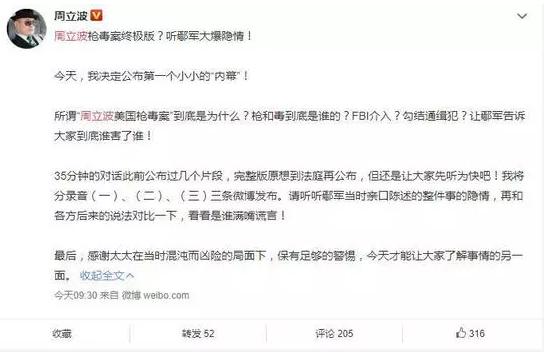 周立波
周立波枪毒案终极版？听鄢军大爆隐情！
今天，我决定公布第一个小小的“内幕”！
所谓“周立波美国枪毒案”到底是为什么？枪和毒到底是谁的？FBI介入？勾结通缉犯？让鄢军告诉
大家到底谁害了谁！
35分钟的对话此前公布过几个片段，完整版原想到法庭再公布，但还是让大家先听为快吧！我将
分录音（一）、（二）、（三）三条微博发布。请听听鄢军当时亲口陈述的整件事的隐情，再和
各方后来的说法对比一下，看看是谁满嘴谎言！
最后，感谢太太在当时混沌而凶险的局面下，保有足够的警惕，今天才能让大家了解事情的另一
面。 收起全文
今天09:30 来自 微博 weibo.com
收藏 转发 52 评论 205 316